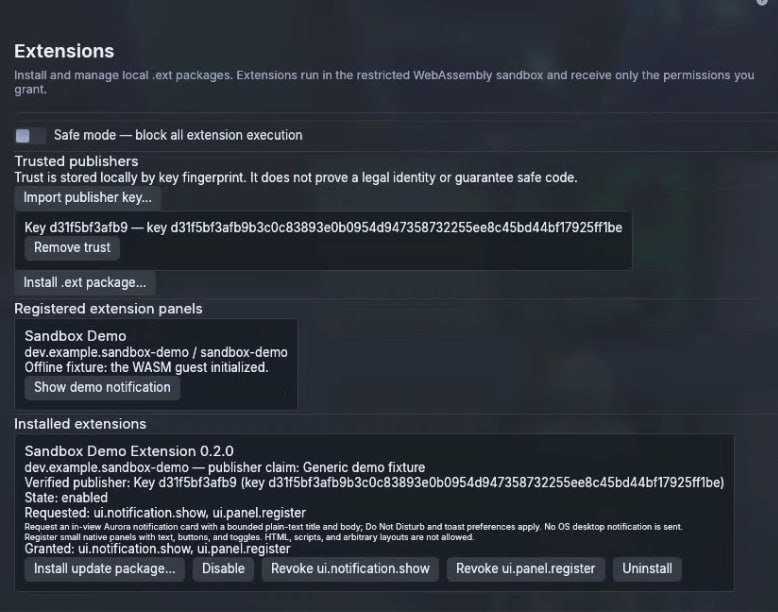 Extensions
Install and manage local .ext packages. Extensions run in the restricted WebAssembly sandbox and receive only the permissions you
grant.
Safe mode — block all extension execution
Trusted publishers
Trust is stored locally by key fingerprint. It does not prove a legal identity or guarantee safe code.
Import publisher key...
Key d31f5bf3afb9 — key d31f5bf3afb9b3c0c83893e0b0954d947358732255ee8c45bd44bf17925ff1be
Remove trust
Install .ext package...
Registered extension panels
Sandbox Demo
dev.example.sandbox-demo / sandbox-demo
Offline fixture: the WASM guest initialized.
Show demo notification
Installed extensions
Sandbox Demo Extension 0.2.0
dev.example.sandbox-demo — publisher claim: Generic demo fixture
Verified publisher: Key d31f5bf3afb9 (key d31f5bf3afb9b3c0c83893e0b0954d947358732255ee8c45bd44bf17925ff1be)
State: enabled
Requested: ui.notification.show, ui.panel.register
Request an in-view Aurora notification card with a bounded plain-text title and body; Do Not Disturb and toast preferences apply. No OS desktop notification is sent.
Register small native panels with text, buttons, and toggles. HTML, scripts, and arbitrary layouts are not allowed.
Granted: ui.notification.show, ui.panel.register
Install update package... Disable Revoke ui.notification.show Revoke ui.panel.register Uninstall